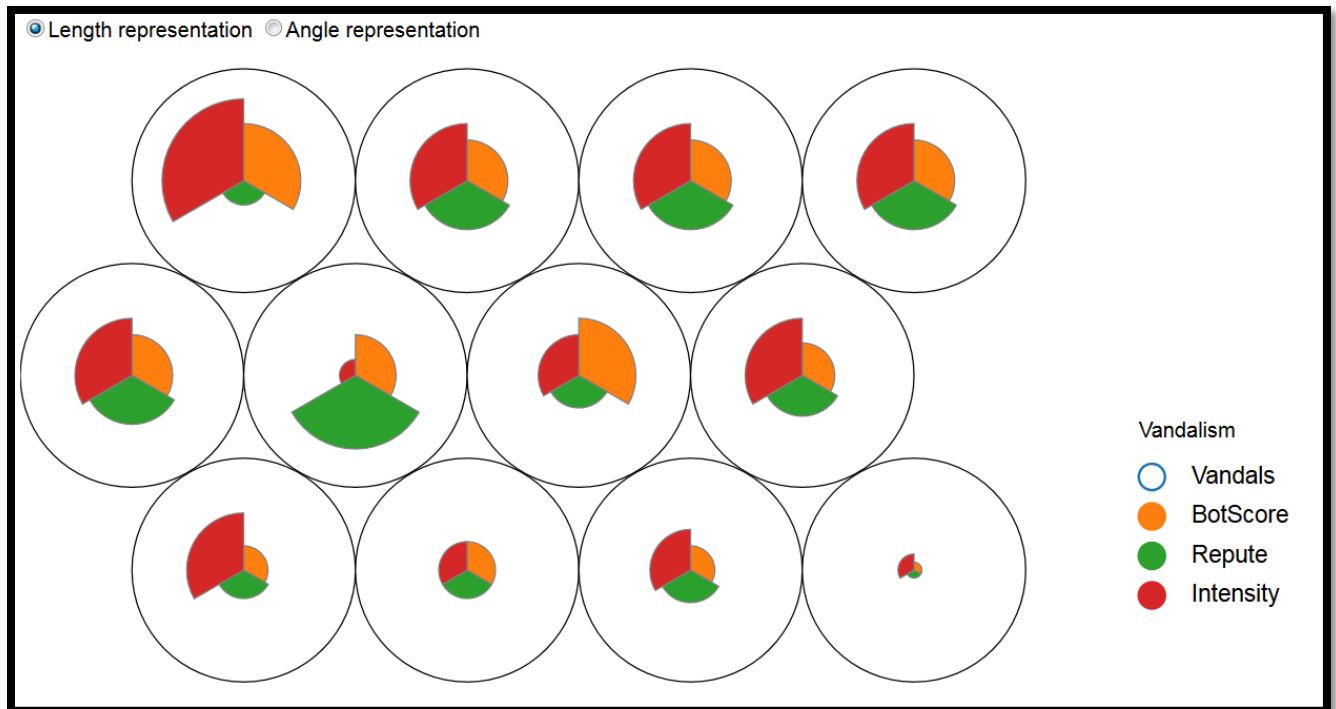 Length representation Angle representation
Vandalism
Vandals
BotScore
Repute
Intensity